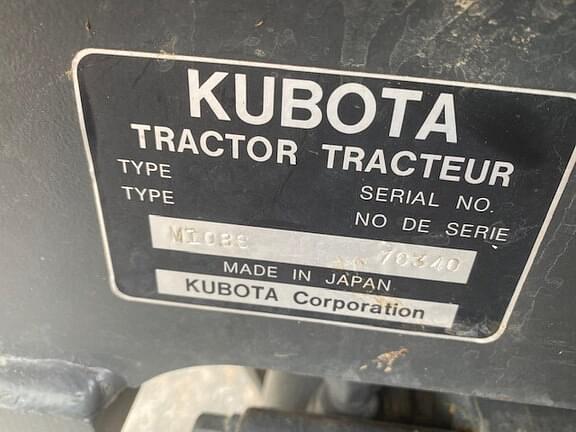 KUBOTA
TRACTOR TRACTEUR
TYPE SERIAL NO.
TYPE NO DE SERIE
M108S 70340
MADE IN JAPAN
KUBOTA Corporation